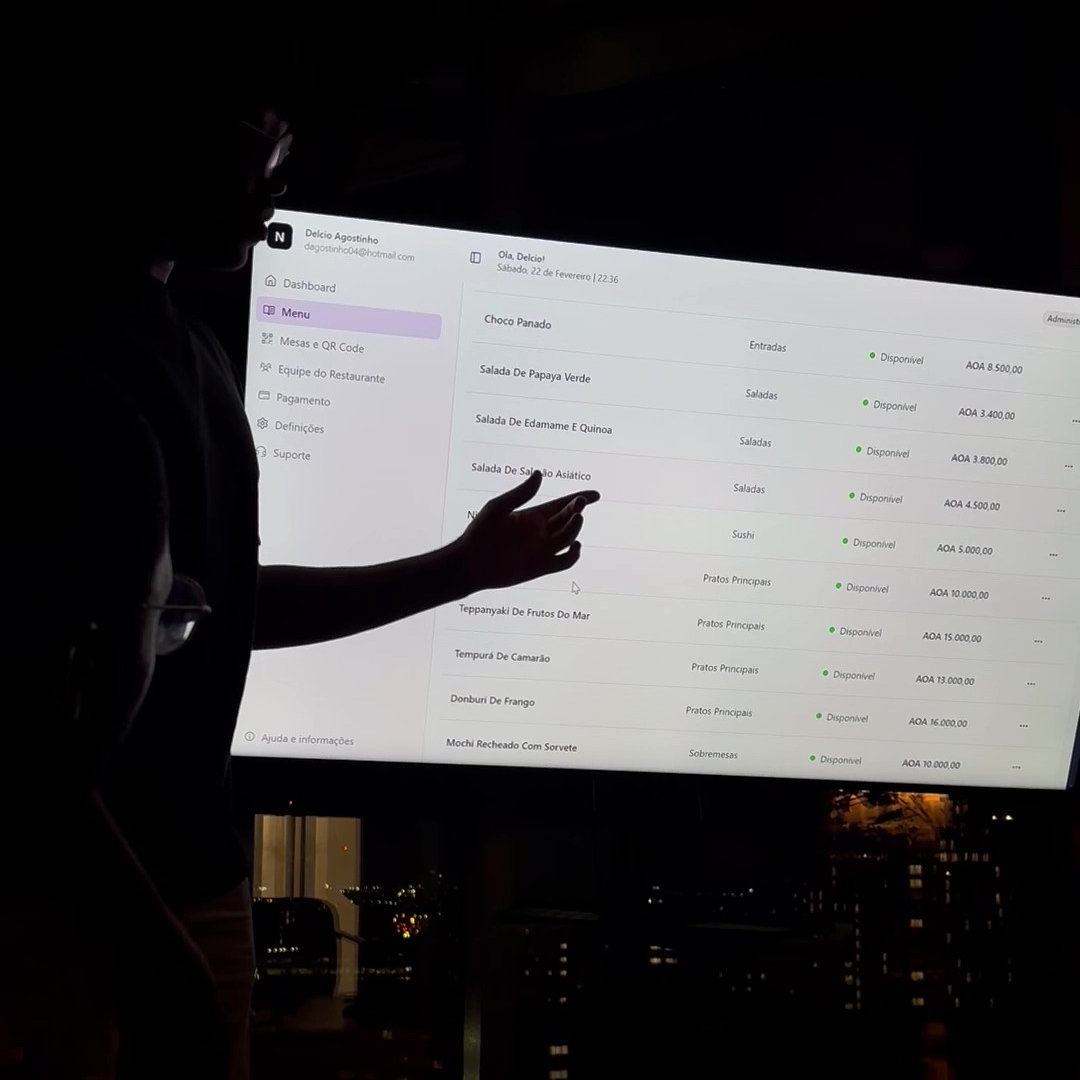 N
Delcio Agostinho
dagostinho04@hotmail.com
Dashboard
Menu
Mesas e QR Code
Equipe do Restaurante
Pagamento
Definições
Suporte
Ajuda e informações
Ola, Delcio!
Sábado, 22 de Fevereiro | 22:36
Choco Panado Entradas Disponível AOA 8.500,00
Salada De Papaya Verde Saladas Disponível AOA 3.400,00 ...
Salada De Edamame E Quinoa Saladas Disponível AOA 3.800,00 ...
Salada De Asiático Saladas Disponível AOA 4.500,00 ...
Sushi Disponível AOA 5.000,00 ...
Pratos Principais Disponível AOA 10.000,00 ...
Teppanyaki De Frutos Do Mar Pratos Principais Disponível AOA 15.000,00 ...
Tempurá De Camarão Pratos Principais Disponível AOA 13.000,00 ...
Donburi De Frango Pratos Principais Disponível AOA 16.000,00 ...
Mochi Recheado Com Sorvete Sobremesas Disponível AOA 10.000,00 ...